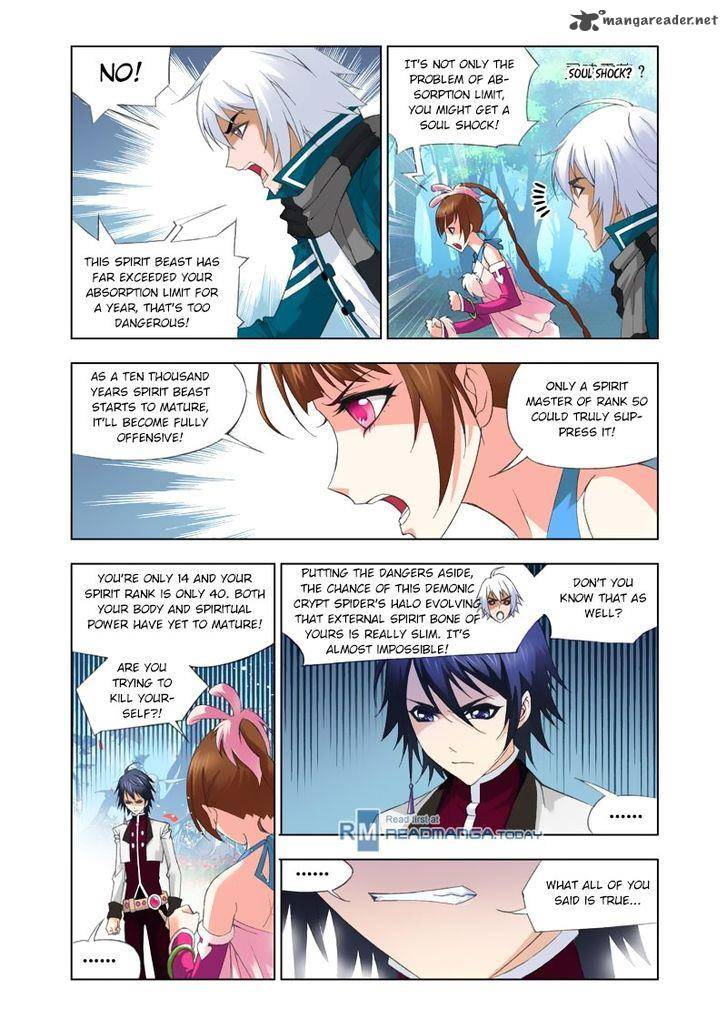 mangareader.net
NO!
THIS SPIRIT BEAST HAS
FAR EXCEEDED YOUR
ABSORPTION LIMIT FOR
A YEAR, THAT'S TOO
DANGEROUS!
IT'S NOT ONLY THE
PROBLEM OF AB-
SORPTION LIMIT,
YOU MIGHT GET A
SOUL SHOCK!
SOUL SHOCK? ?
AS A TEN THOUSAND
YEARS SPIRIT BEAST
STARTS TO MATURE,
IT'LL BECOME FULLY
OFFENSIVE!
ONLY A SPIRIT
MASTER OF RANK 50
COULD TRULY SUP-
PRESS IT!
YOU'RE ONLY 14 AND YOUR
SPIRIT RANK IS ONLY 40. BOTH
YOUR BODY AND SPIRITUAL
POWER HAVE YET TO MATURE!
ARE YOU
TRYING TO
KILL YOUR-
SELF?!
......
PUTTING THE DANGERS ASIDE,
THE CHANCE OF THIS DEMONIC
CRYPT SPIDER'S HALO EVOLVING
THAT EXTERNAL SPIRIT BONE OF
YOURS IS REALLY SLIM. IT'S
ALMOST IMPOSSIBLE!
DON'T YOU
KNOW THAT AS
WELL?
......
RM
Read first at
READMANGA.TODAY
......
WHAT ALL OF YOU
SAID IS TRUE...